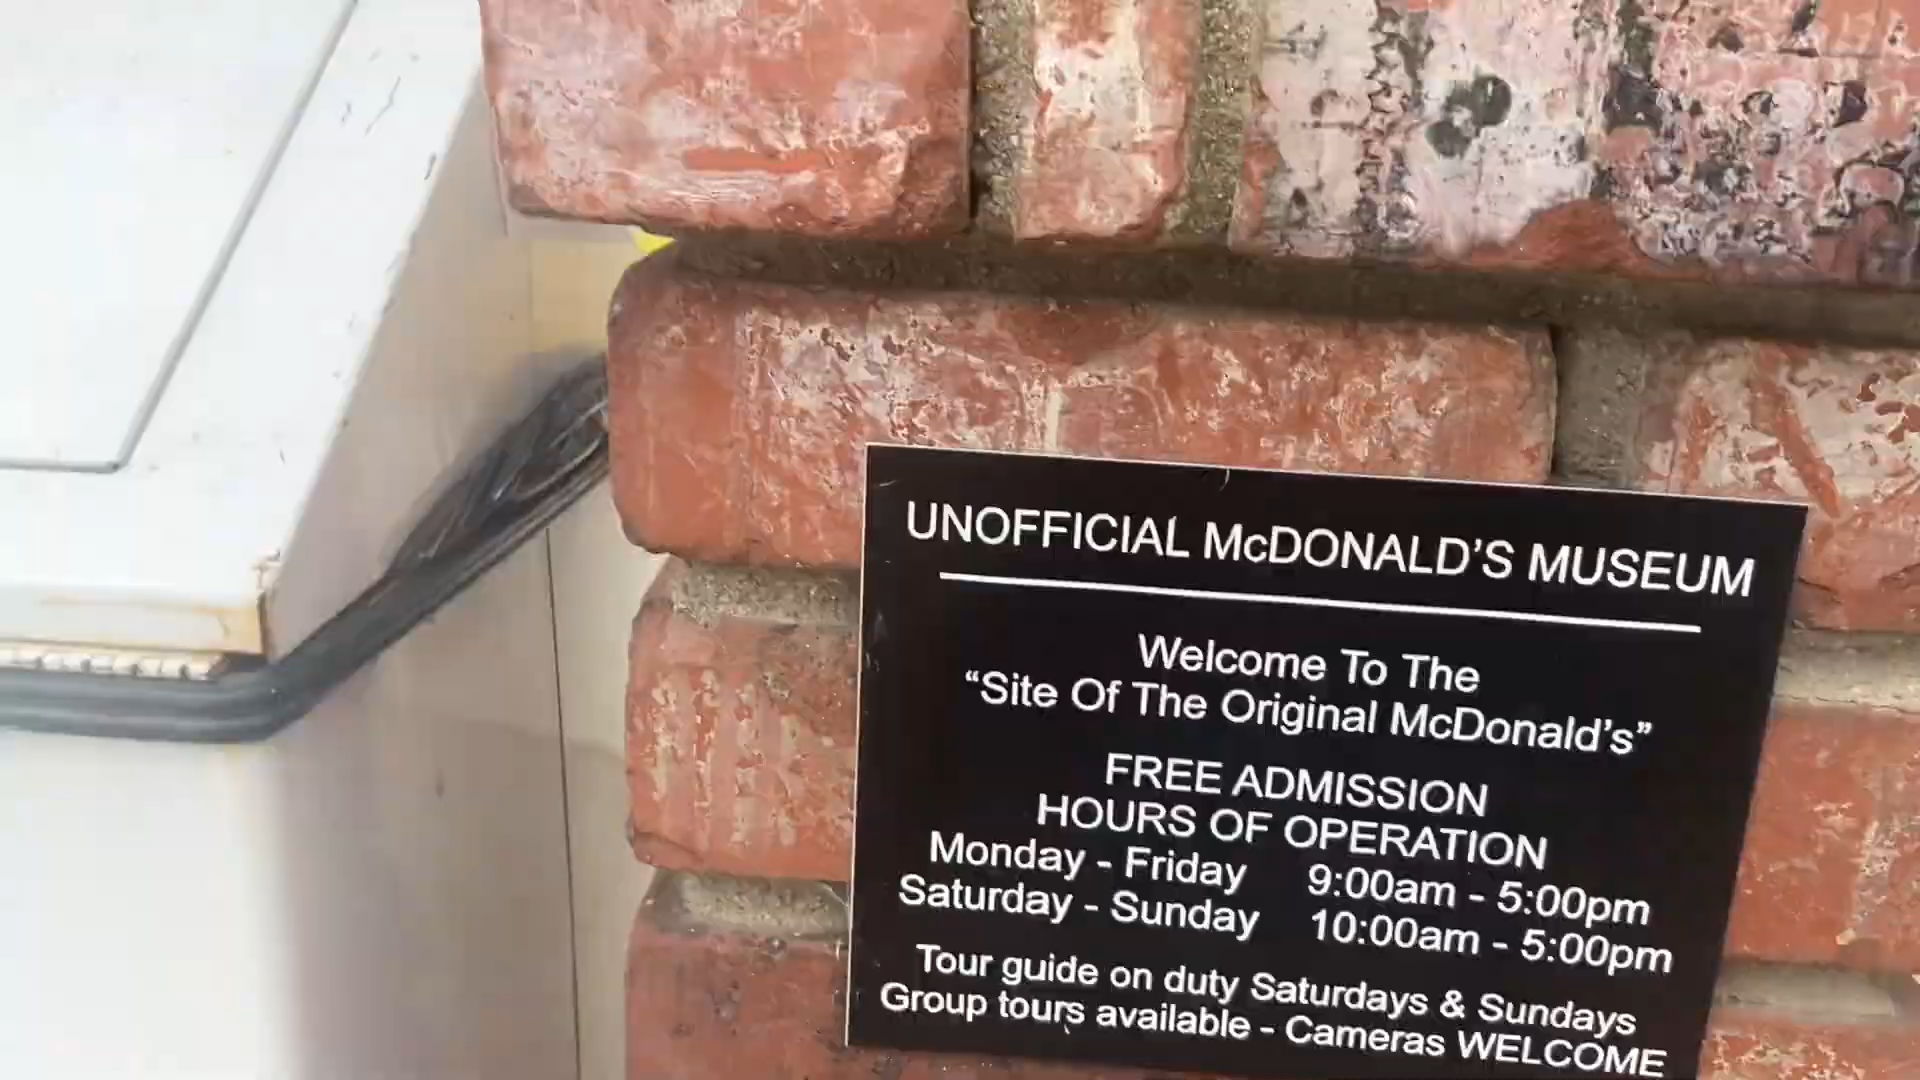 UNOFFICIAL McDONALD'S MUSEUM
Welcome To The
“Site Of The Original McDonald's”
FREE ADMISSION
HOURS OF OPERATION
Monday - Friday 9:00am - 5:00pm
Saturday - Sunday 10:00am - 5:00pm
Tour guide on duty Saturdays & Sundays
Group tours available - Cameras WELCOME